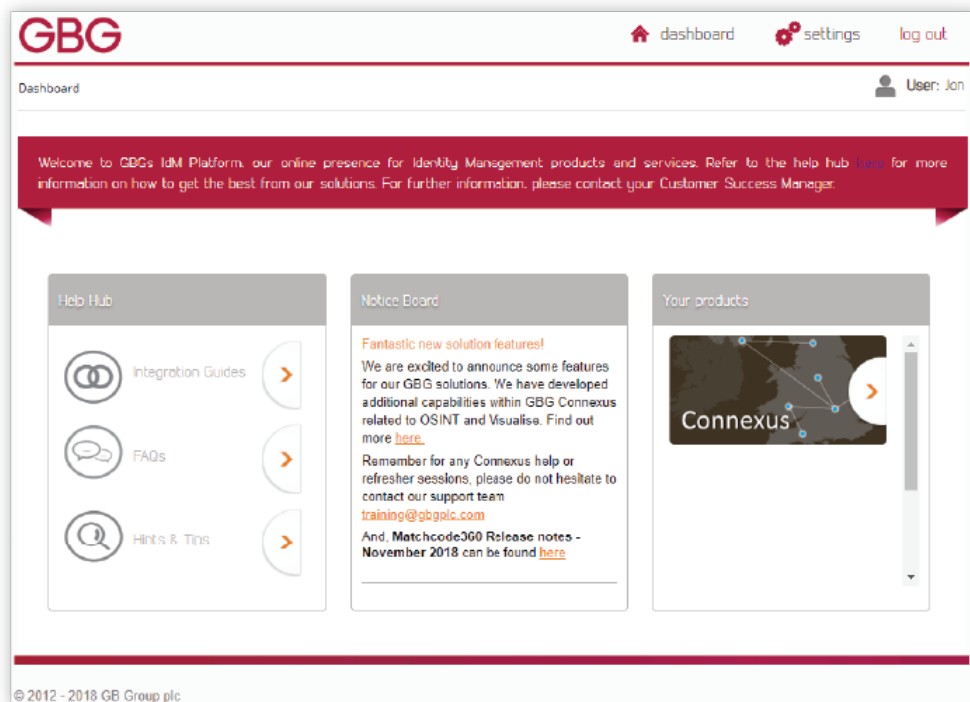 GBG
dashboard settings log out
Dashboard
User: Jon
Welcome to GBGs IdM Platform, our online presence for Identity Management products and services. Refer to the help hub here for more
information on how to get the best from our solutions. For further information, please contact your Customer Success Manager.
Help Hub
Integration Guides
FAQs
Hints & Tips
Notice Board
Fantastic new solution features!
We are excited to announce some features
for our GBG solutions. We have developed
additional capabilities within GBG Connexus
related to OSINT and Visualise. Find out
more here.
Remember for any Connexus help or
refresher sessions, please do not hesitate to
contact our support team
training@gbgplc.com
And, Matchcode360 Release notes -
November 2018 can be found here
Your products
Connexus
© 2012 - 2018 GB Group plc